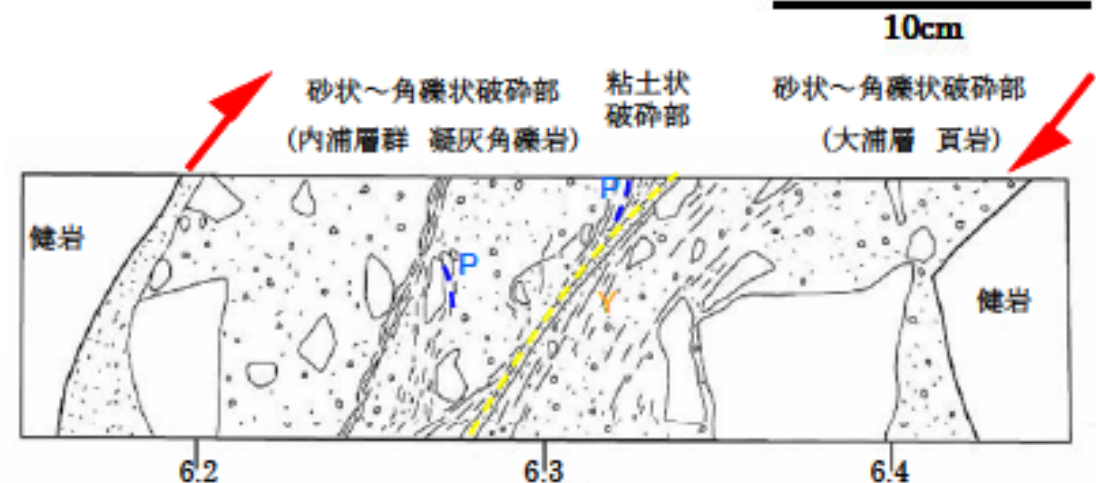 10cm
砂状～角礫状破砕部
(内浦層群 凝灰角礫岩)
粘土状
破砕部
砂状～角礫状破砕部
(大浦層 頁岩)
健岩
P
P
Y
健岩
6.2
6.3
6.4